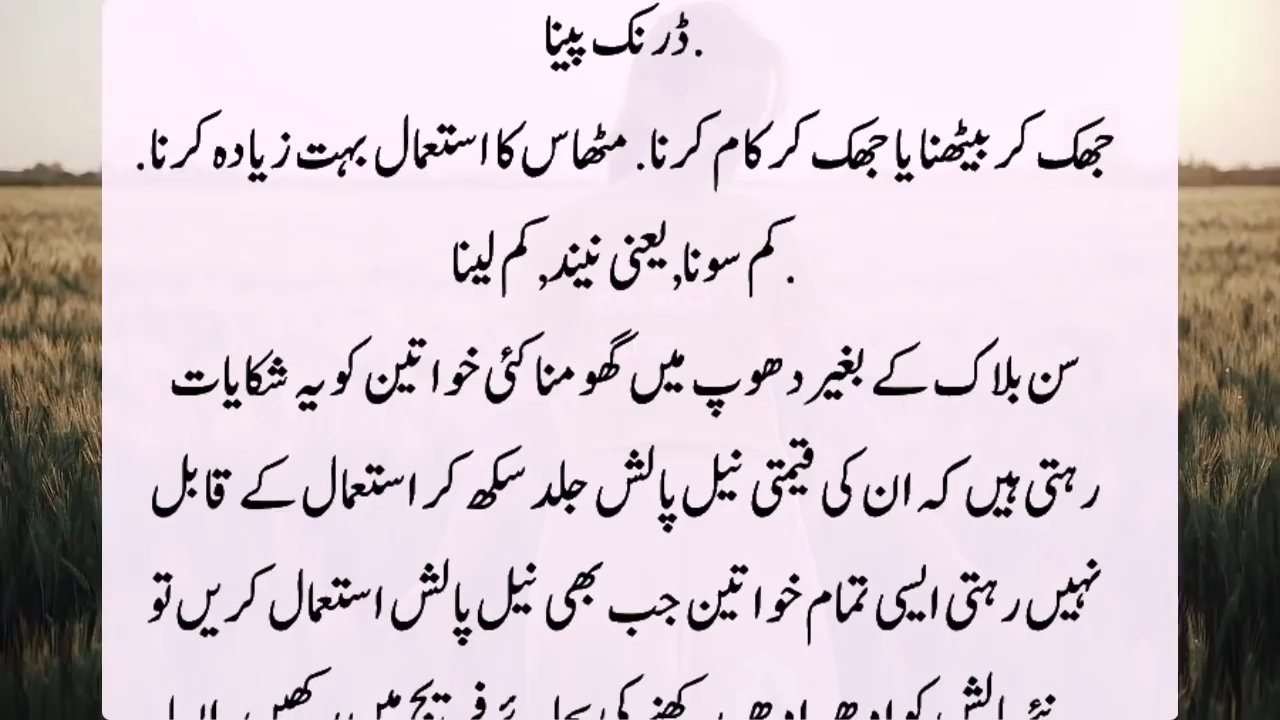 .ڈرنک پینا
جھک کر بیٹھنا یا جھک کر کام کرنا. مٹھاس کا استعمال بہت زیادہ کرنا.
.کم سونا,یعنی نیند,کم لینا
سن بلاک کے بغیر دھوپ میں گھومنا کئی خواتین کو یہ شکایات
رہتی ہیں کہ ان کی قیمتی نیل پالش جلد سکھ کر استعمال کے قابل
نہیں رہتی ایسی تمام خواتین جب بھی نیل پالش استعمال کریں تو